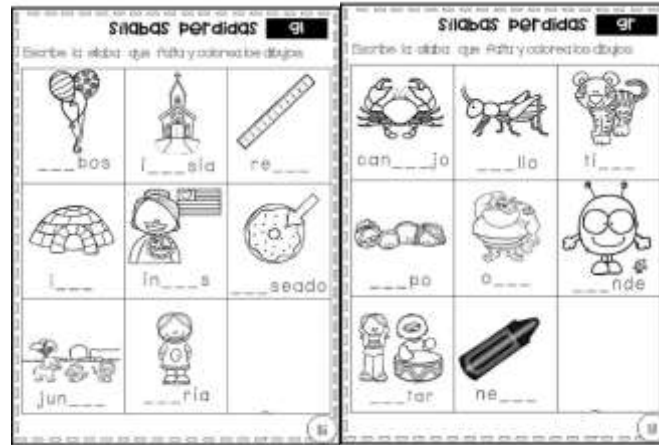 sílabas perdidas gl
Escribe la sílaba que falta y colorea los dibujos
___bos i___sia re___
i___ in___s ___seado
jun___ ___ria
sílabas perdidas gr
Escribe la sílaba que falta y colorea los dibujos
can___jo ___llo ti___
___po o___ ___nde
___tar ne___